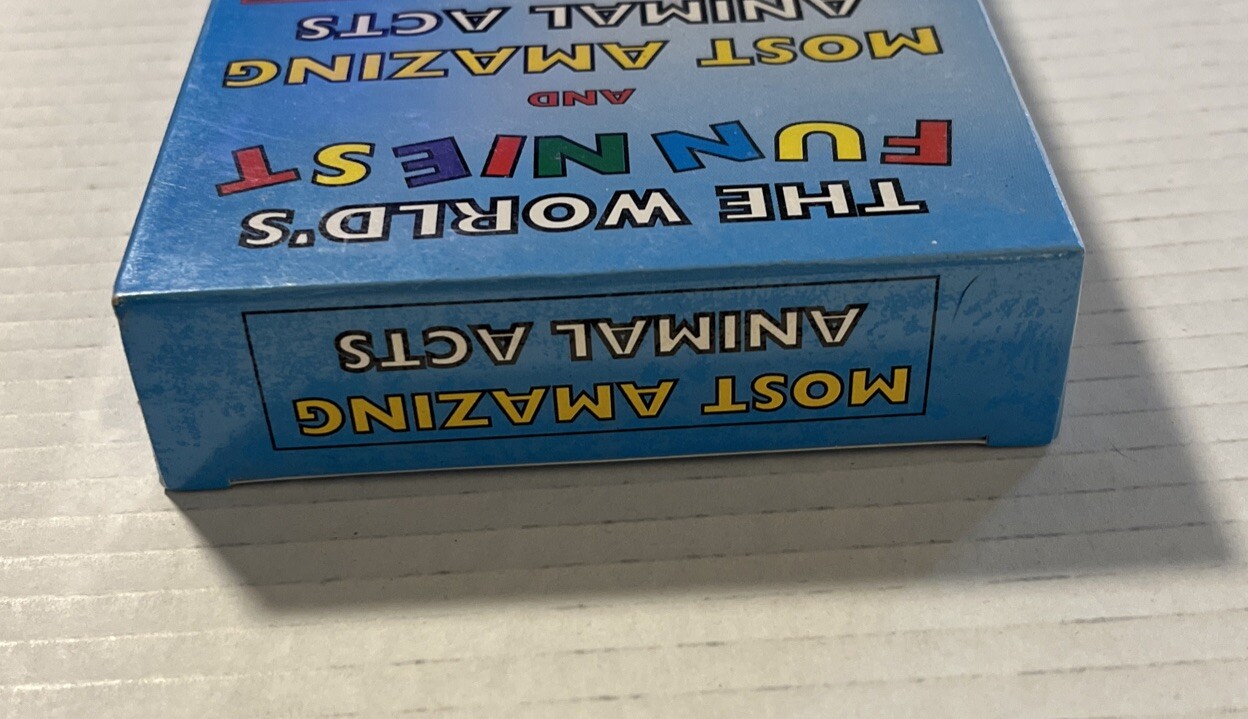 THE WORLD'S
FUNNIEST
AND
MOST AMAZING
ANIMAL ACTS
MOST AMAZING
ANIMAL ACTS